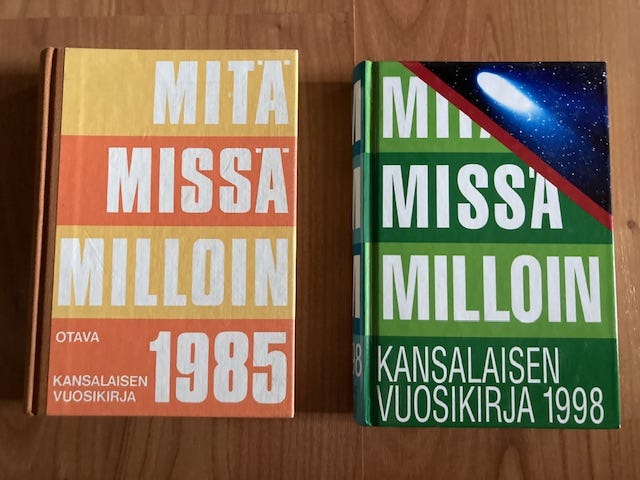 MITÄ
MISSÄ
MILLOIN
OTAVA
1985
KANSALAISEN
VUOSIKIRJA
MISSÄ
MILLOIN
KANSALAISEN
VUOSIKIRJA 1998